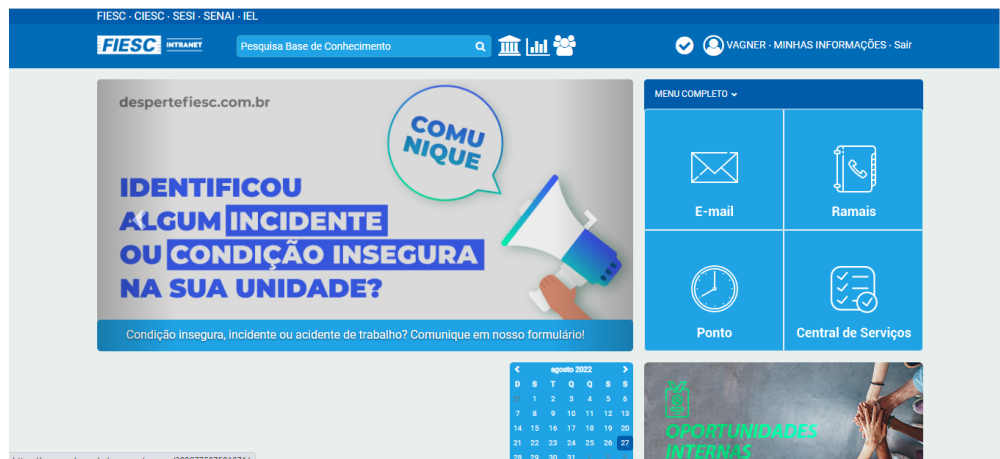 FIESC · CIESC · SESI · SENAI · IEL
FIESC INTRANET
Pesquisa Base de Conhecimento
VAGNER · MINHAS INFORMAÇÕES · Sair
despertefiesc.com.br
COMU
NIQUE
IDENTIFICOU
ALGUM INCIDENTE
OU CONDIÇÃO INSEGURA
NA SUA UNIDADE?
Condição insegura, incidente ou acidente de trabalho? Comunique em nosso formulário!
MENU COMPLETO
E-mail
Ramais
Ponto
Central de Serviços
agosto 2022
D S T Q Q S S
31 1 2 3 4 5 6
7 8 9 10 11 12 13
14 15 16 17 18 19 20
21 22 23 24 25 26 27
28 29 30 31
OPORTUNIDADES
INTERNAS